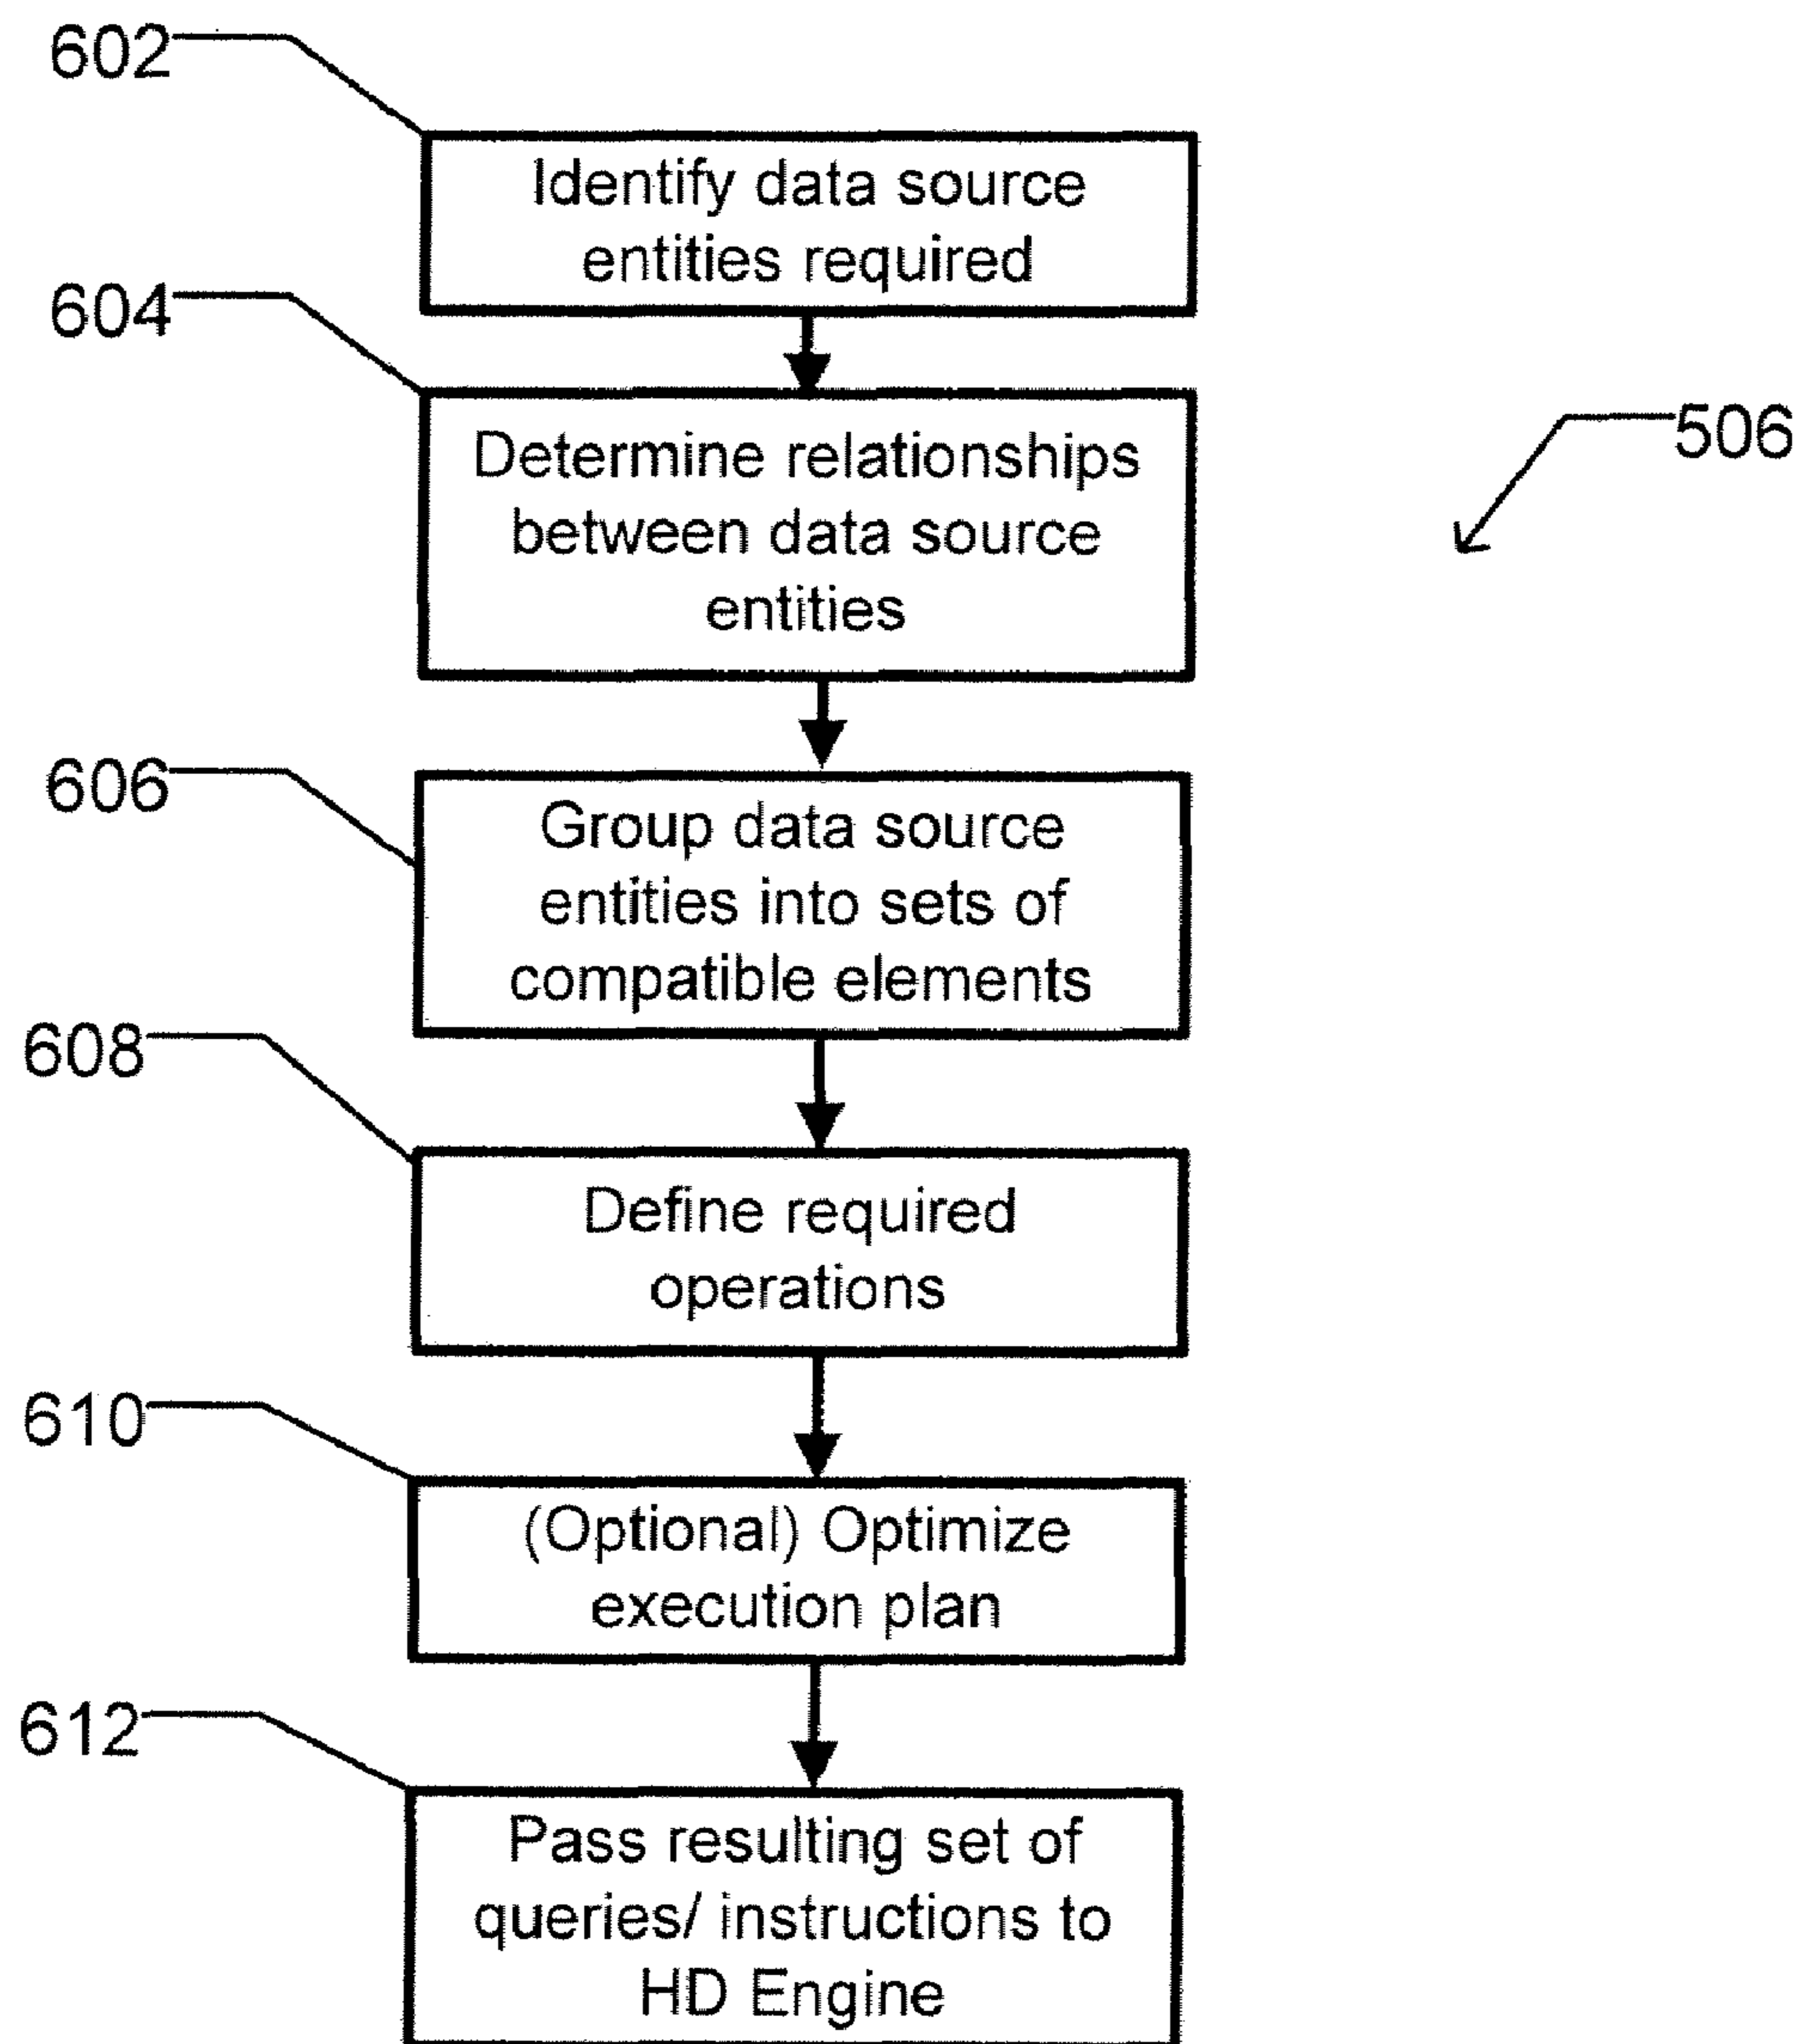 602
Identify data source
entities required
604
Determine relationships
between data source
entities
506
606
Group data source
entities into sets of
compatible elements
608
Define required
operations
610
(Optional) Optimize
execution plan
612
Pass resulting set of
queries/ instructions to
HD Engine